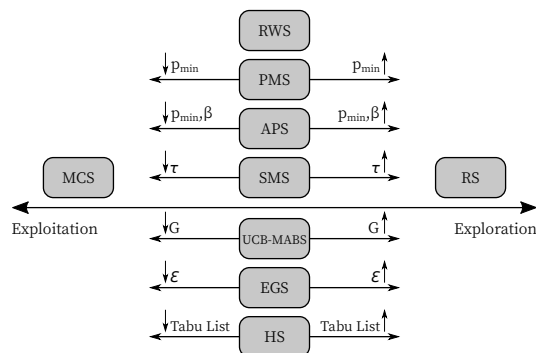 RWS
↓pmin PMS pmin↑
↓pmin,β APS pmin,β↑
MCS ↓τ SMS τ↑ RS
Exploitation Exploration
↓G UCB-MABS G↑
↓ε EGS ε↑
↓Tabu List HS Tabu List↑